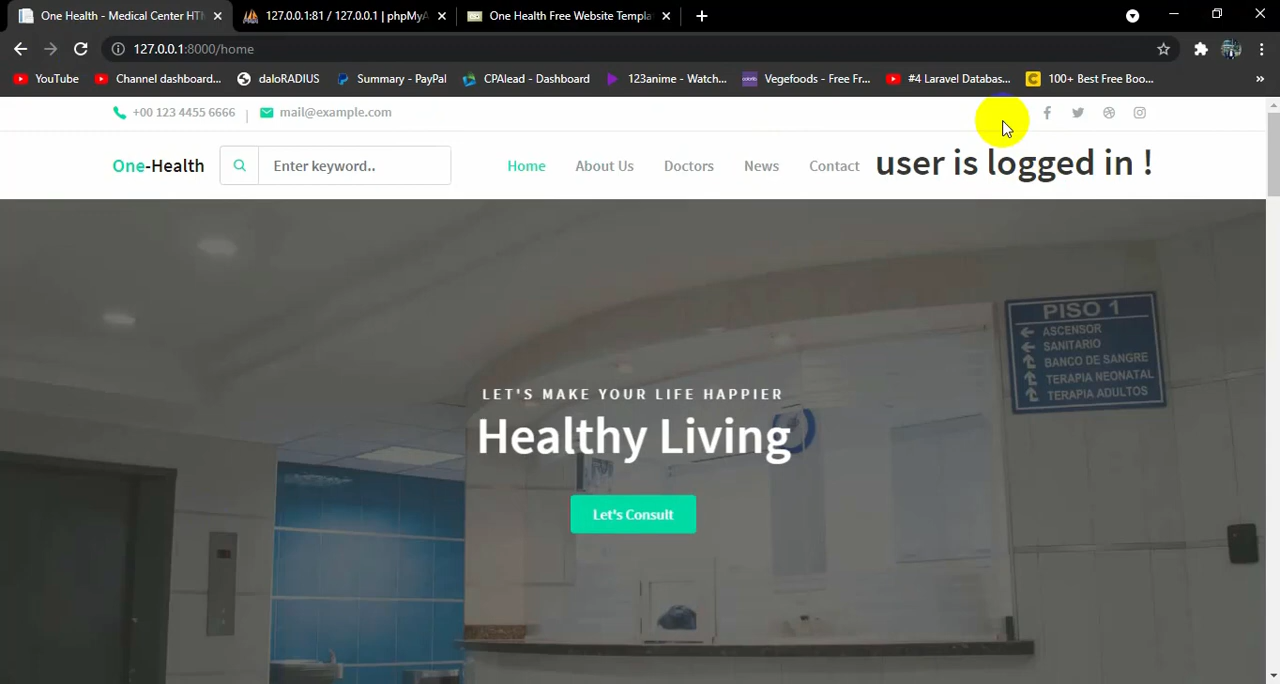 One Health - Medical Center HT
127.0.0.1:81 / 127.0.0.1 | phpMyA
One Health Free Website Templa
127.0.0.1:8000/home
YouTube
Channel dashboard...
daloRADIUS
Summary - PayPal
CPAlead - Dashboard
123anime - Watch...
Vegefoods - Free Fr...
#4 Laravel Databas...
100+ Best Free Boo...
+00 123 4455 6666 | mail@example.com
One-Health
Enter keyword..
Home
About Us
Doctors
News
Contact
user is logged in !
PISO 1
ASCENSOR
SANITARIO
BANCO DE SANGRE
TERAPIA NEONATAL
TERAPIA ADULTOS
LET'S MAKE YOUR LIFE HAPPIER
Healthy Living
Let's Consult